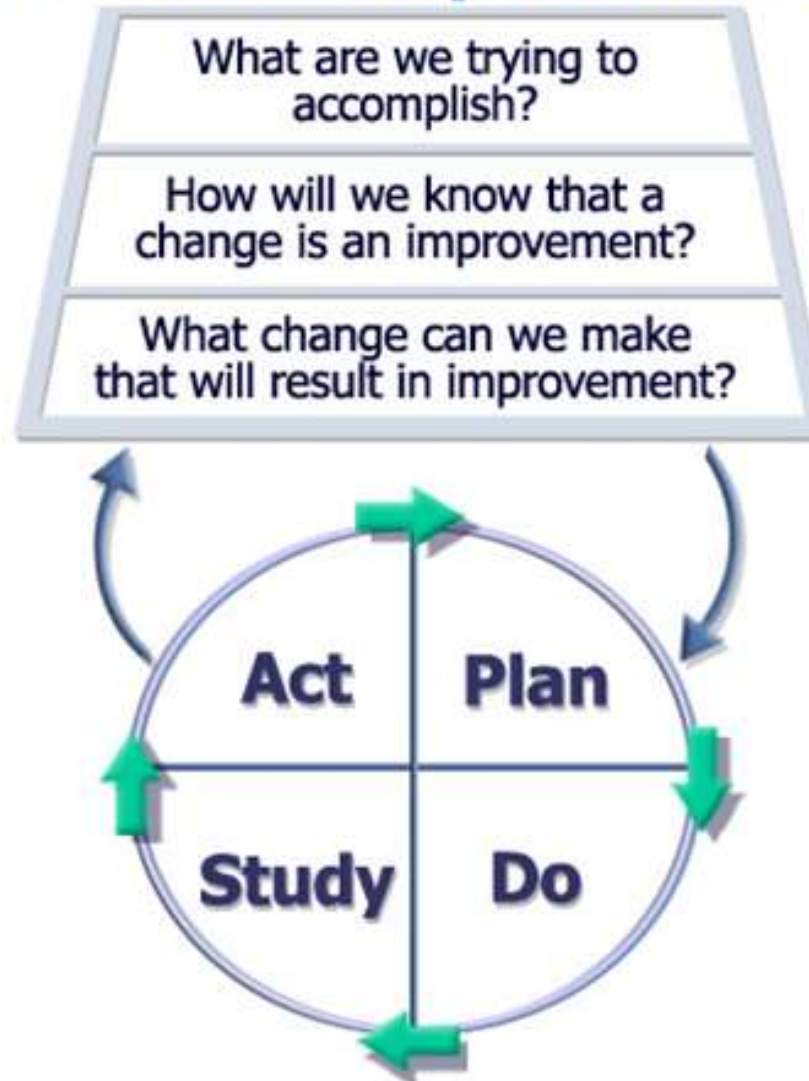 What are we trying to
accomplish?
How will we know that a
change is an improvement?
What change can we make
that will result in improvement?
Act
Plan
Study
Do